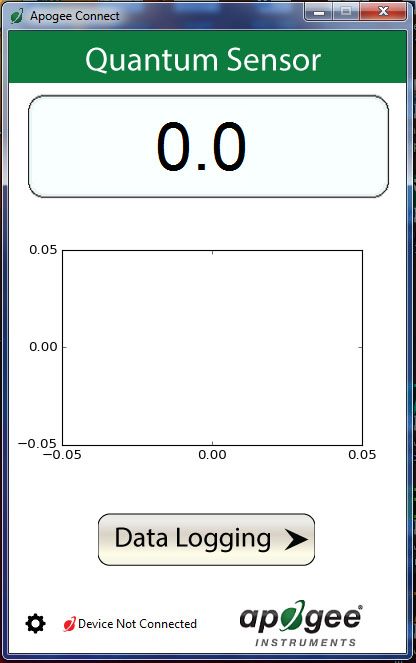 Apogee Connect
Quantum Sensor
0.0
0.05
0.00
−0.05
−0.05 0.00 0.05
Data Logging
Device Not Connected
apogee®
INSTRUMENTS